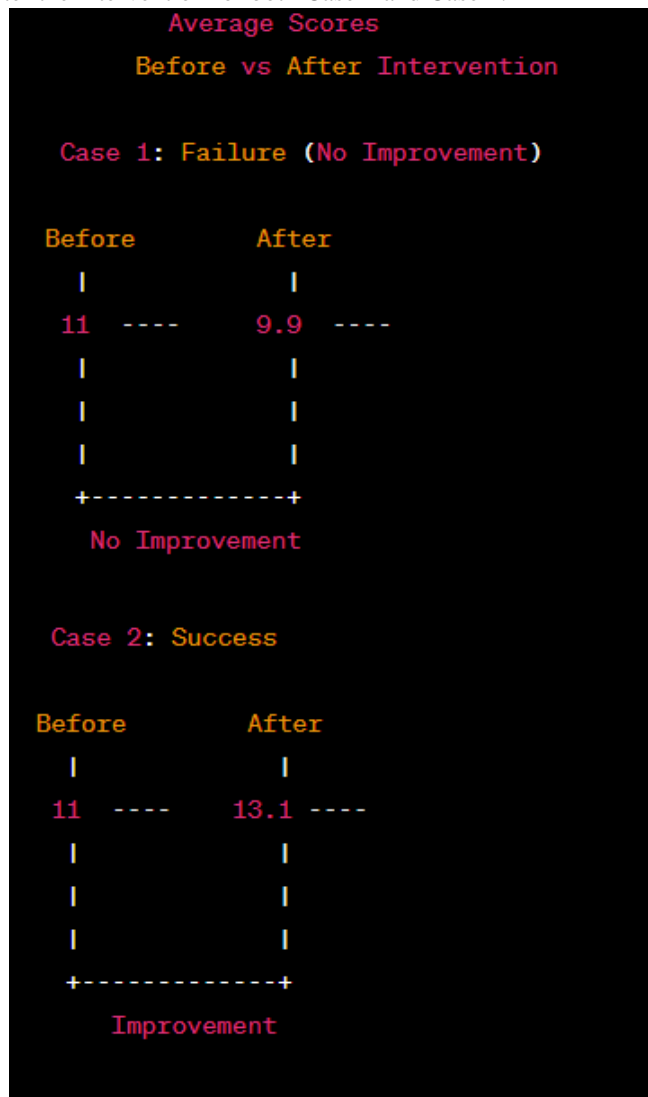 Average Scores
Before vs After Intervention
Case 1: Failure (No Improvement)
Before After
| |
11 ---- 9.9 ----
| |
| |
| |
+-------------+
No Improvement
Case 2: Success
Before After
| |
11 ---- 13.1 ----
| |
| |
| |
+-------------+
Improvement